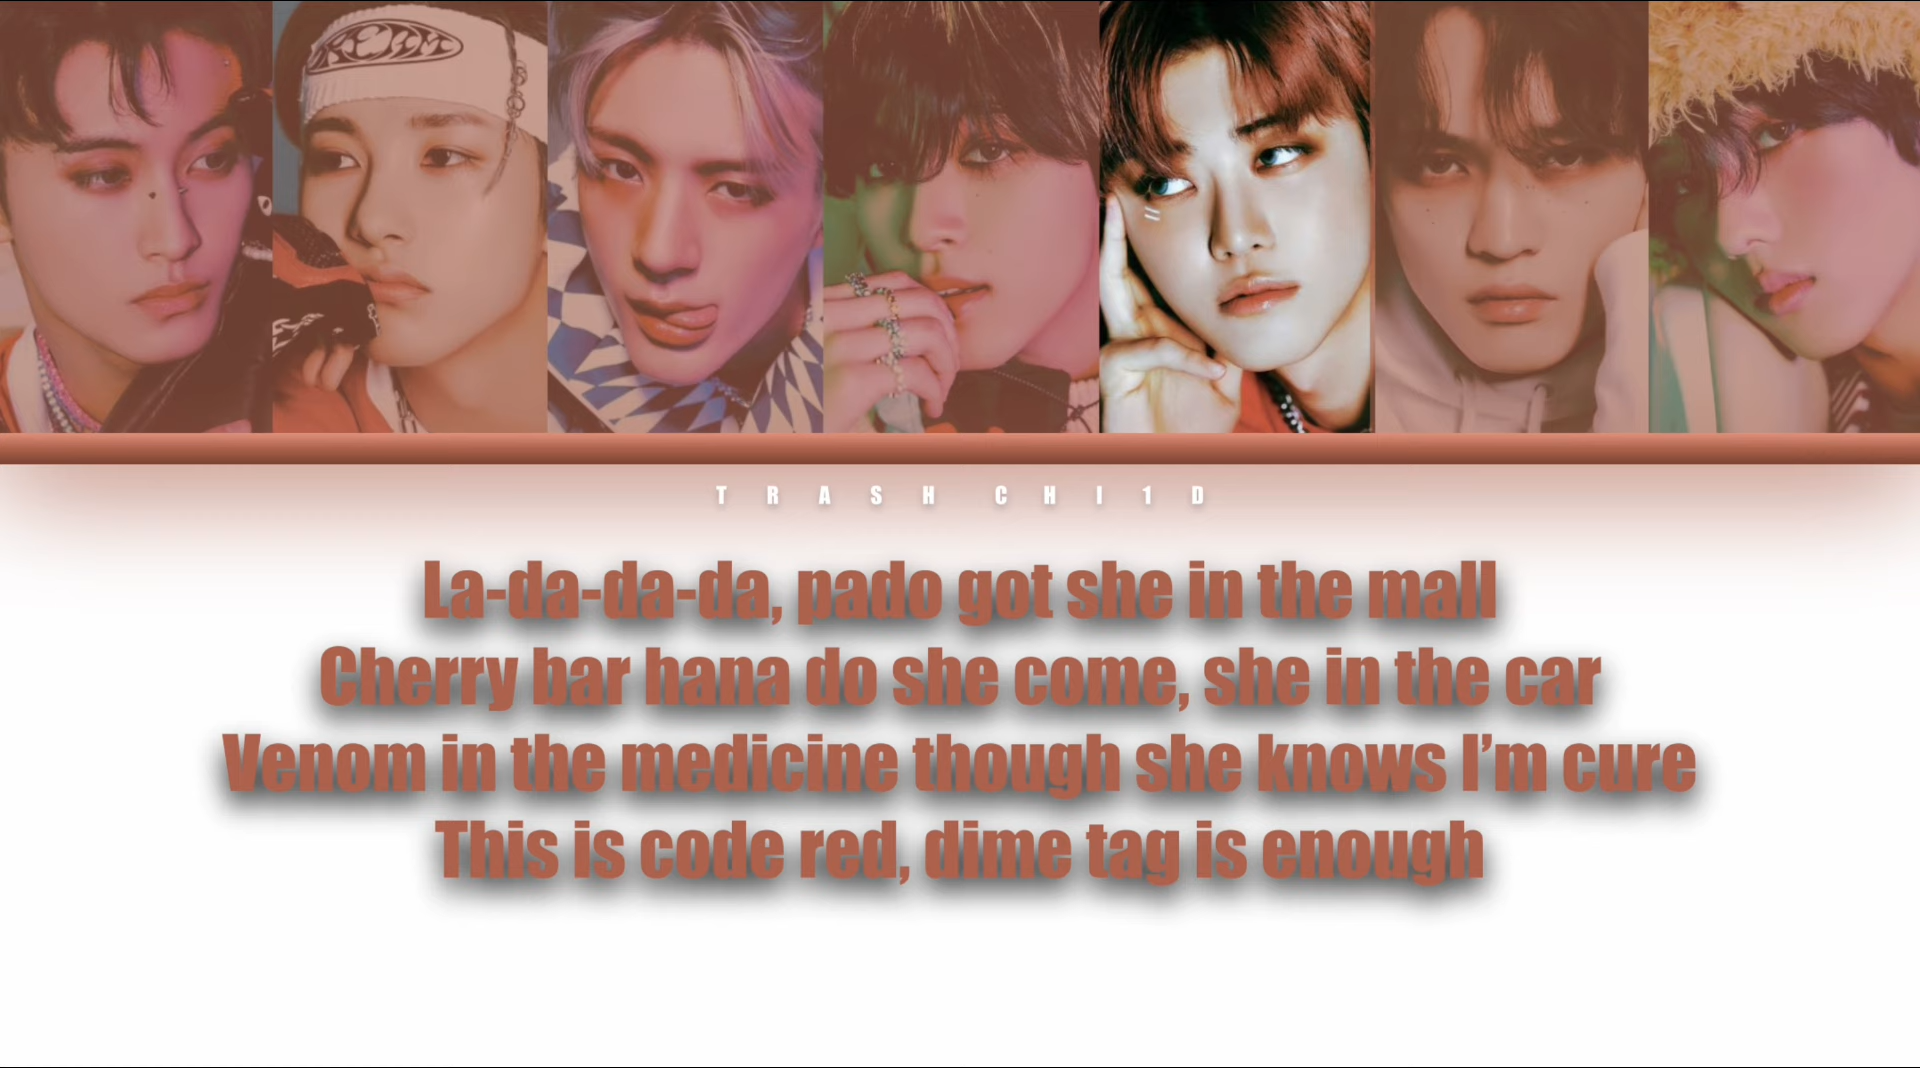 T R A S H  C H I 1 D
La-da-da-da, pado got she in the mall
Cherry bar hana do she come, she in the car
Venom in the medicine though she knows I'm cure
This is code red, dime tag is enough